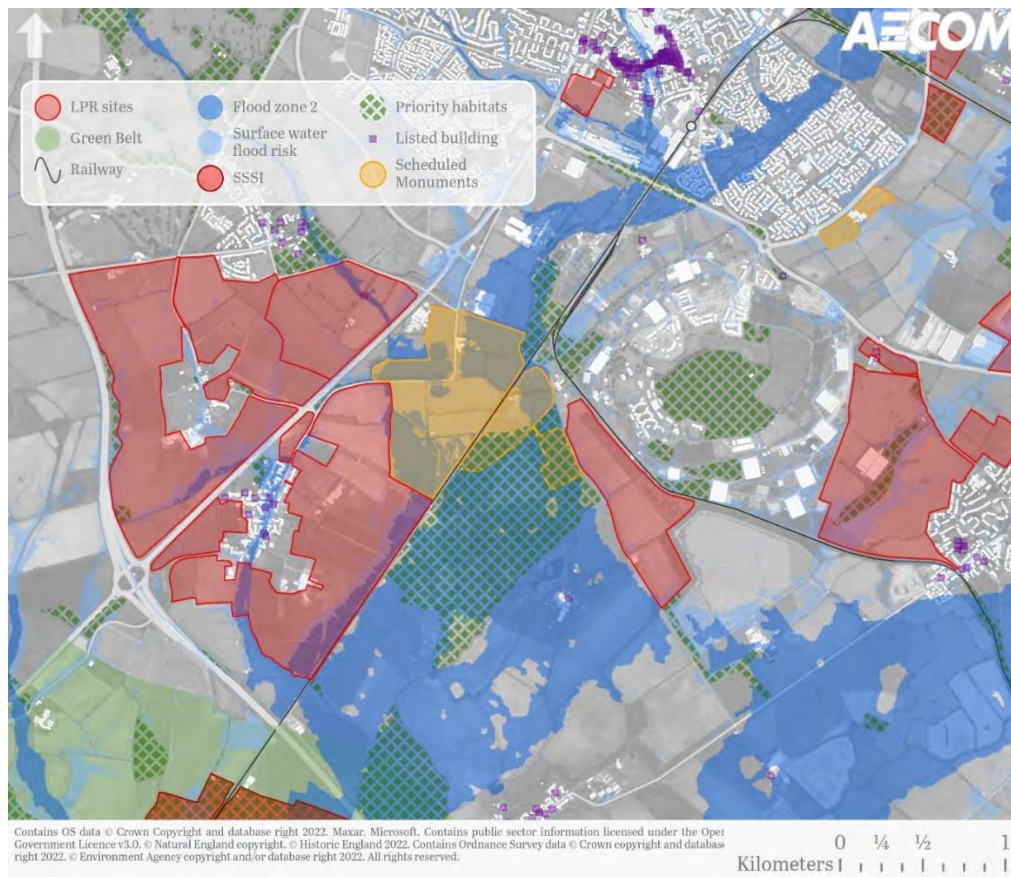 AECOM
LPR sites
Green Belt
Railway
Flood zone 2
Surface water
flood risk
SSSI
Priority habitats
Listed building
Scheduled
Monuments
Contains OS data © Crown Copyright and database right 2022. Maxar, Microsoft. Contains public sector information licensed under the Open
Government Licence v3.0. © Natural England copyright. © Historic England 2022. Contains Ordnance Survey data © Crown copyright and database
right 2022. © Environment Agency copyright and/or database right 2022. All rights reserved.
0 ¼ ½ 1
Kilometers